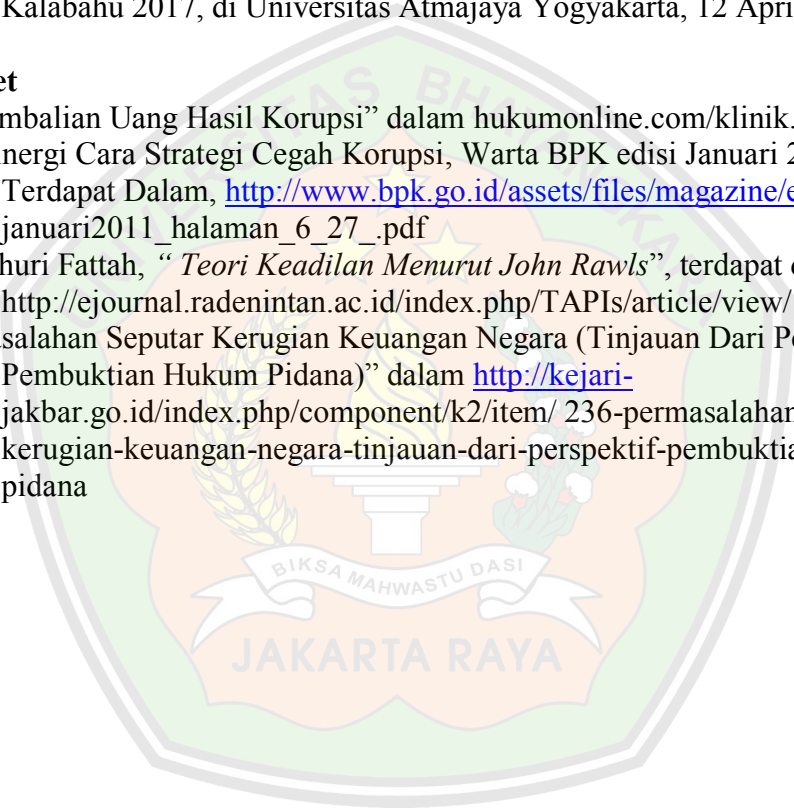 Kalabahu 2017, di Universitas Atmajaya Yogyakarta, 12 Apri
et
mbalian Uang Hasil Korupsi” dalam hukumonline.com/klinik.
nergi Cara Strategi Cegah Korupsi, Warta BPK edisi Januari 2
Terdapat Dalam, http://www.bpk.go.id/assets/files/magazine/e
januari2011_halaman_6_27_.pdf
huri Fattah, “ Teori Keadilan Menurut John Rawls”, terdapat
http://ejournal.radenintan.ac.id/index.php/TAPIs/article/view/
salahan Seputar Kerugian Keuangan Negara (Tinjauan Dari Pe
Pembuktian Hukum Pidana)” dalam http://kejari-
jakbar.go.id/index.php/component/k2/item/ 236-permasalahan
kerugian-keuangan-negara-tinjauan-dari-perspektif-pembuktia
pidana
UNIVERSITAS BHAYANGKARA
BIKSA MAHWASTU DASI
JAKARTA RAYA